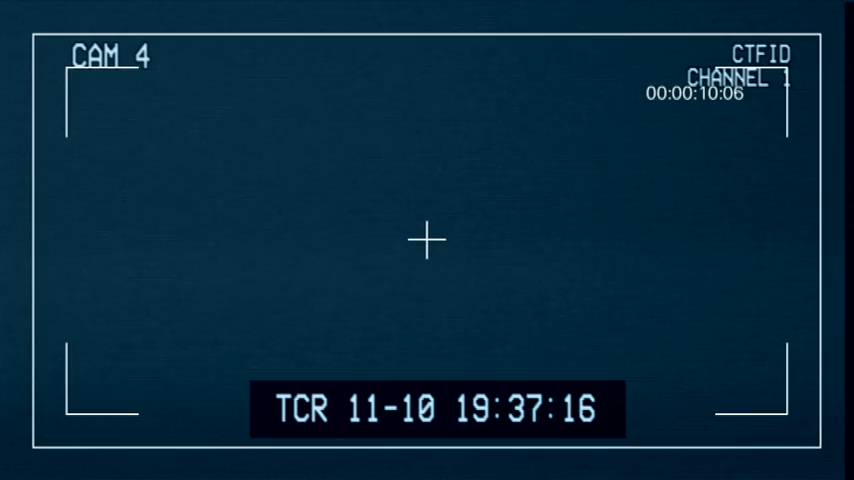 CAM 4
CTFID
CHANNEL 1
00:00:10:06
TCR 11-10 19:37:16